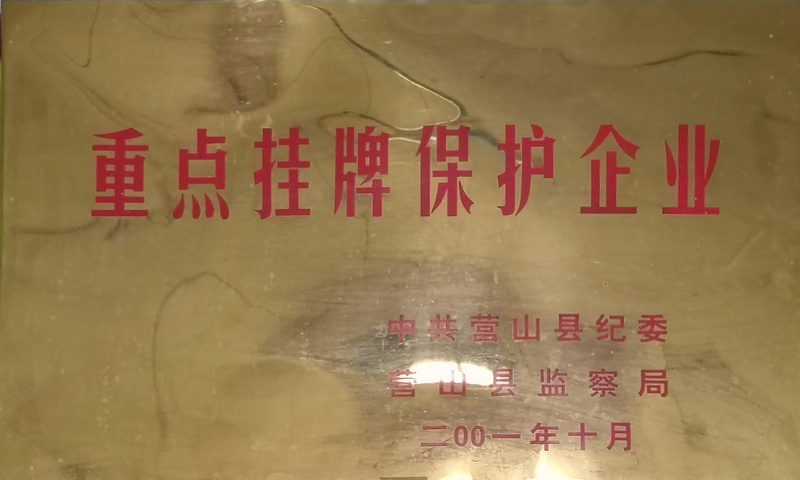 重点挂牌保护企业
中共营山县纪委
营山县监察局
二00一年十月